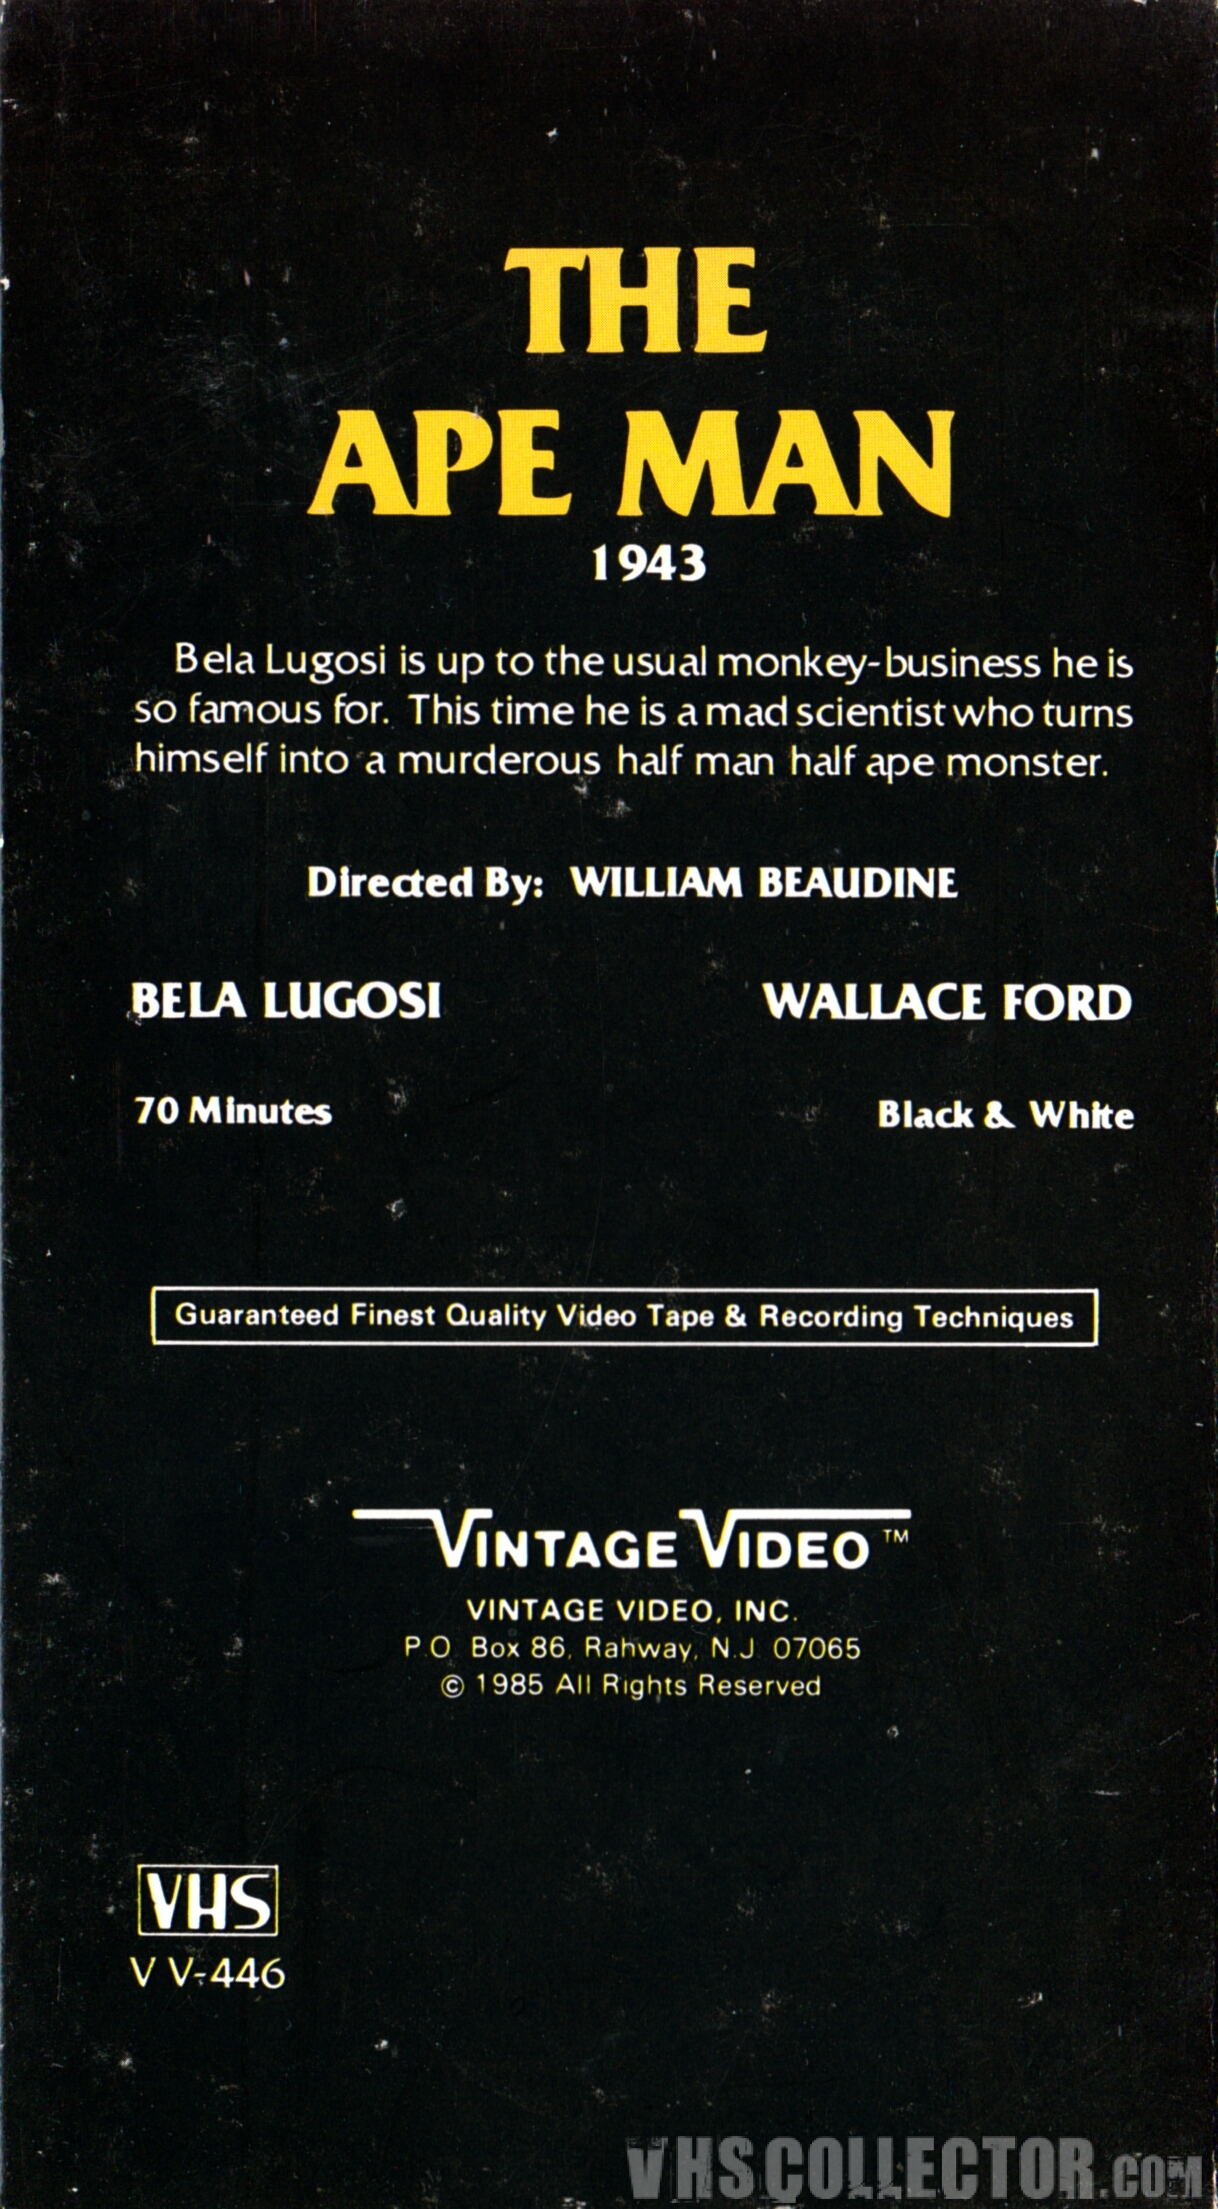 THE
APE MAN
1943
Bela Lugosi is up to the usual monkey-business he is
so famous for. This time he is a mad scientist who turns
himself into a murderous half man half ape monster.
Directed By: WILLIAM BEAUDINE
BELA LUGOSI WALLACE FORD
70 Minutes Black & White
Guaranteed Finest Quality Video Tape & Recording Techniques
VINTAGE VIDEO™
VINTAGE VIDEO, INC.
P.O. Box 86, Rahway, N.J. 07065
© 1985 All Rights Reserved
VHS
V V-446
VHSCOLLECTOR.COM